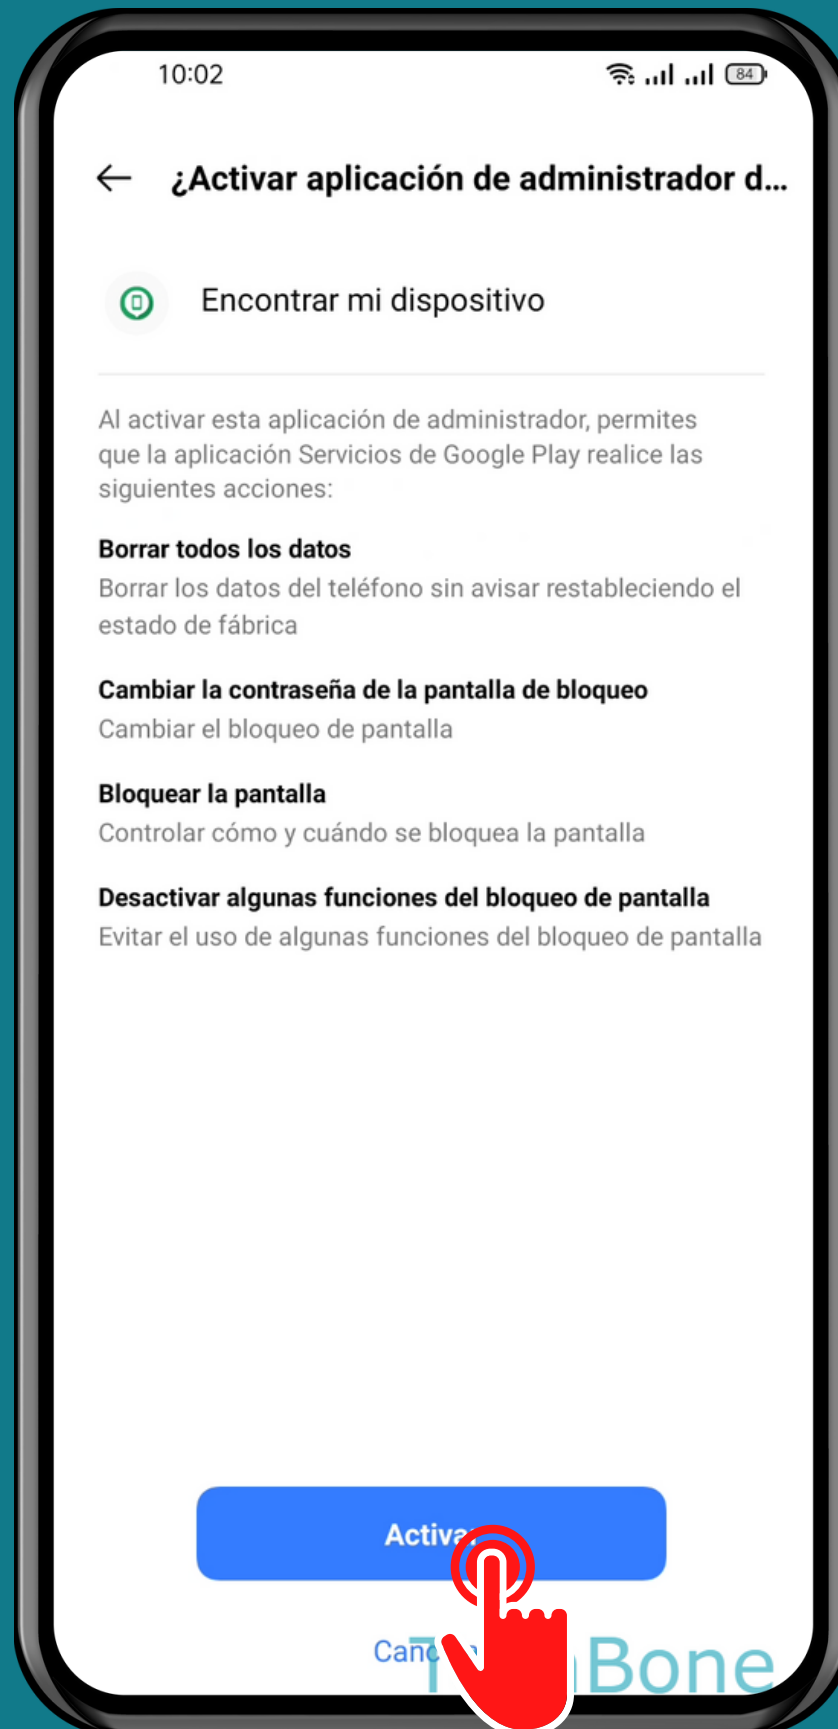 10:02
84
¿Activar aplicación de administrador d...
Encontrar mi dispositivo
Al activar esta aplicación de administrador, permites
que la aplicación Servicios de Google Play realice las
siguientes acciones:
Borrar todos los datos
Borrar los datos del teléfono sin avisar restableciendo el
estado de fábrica
Cambiar la contraseña de la pantalla de bloqueo
Cambiar el bloqueo de pantalla
Bloquear la pantalla
Controlar cómo y cuándo se bloquea la pantalla
Desactivar algunas funciones del bloqueo de pantalla
Evitar el uso de algunas funciones del bloqueo de pantalla
Activar